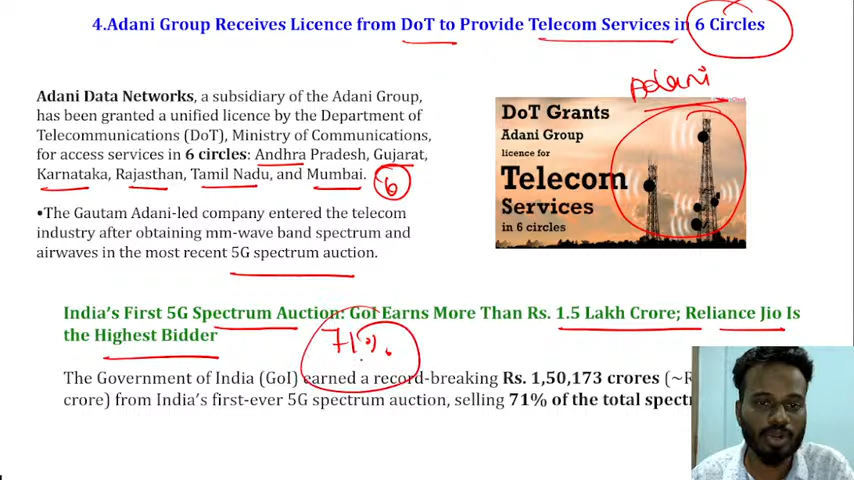 4.Adani Group Receives Licence from DoT to Provide Telecom Services in 6 Circles
Adani Data Networks, a subsidiary of the Adani Group,
has been granted a unified licence by the Department of
Telecommunications (DoT), Ministry of Communications,
for access services in 6 circles: Andhra Pradesh, Gujarat,
Karnataka, Rajasthan, Tamil Nadu, and Mumbai.
6
•The Gautam Adani-led company entered the telecom
industry after obtaining mm-wave band spectrum and
airwaves in the most recent 5G spectrum auction.
Adani
DoT Grants
Adani Group
licence for
Telecom
Services
in 6 circles
India's First 5G Spectrum Auction: GoI Earns More Than Rs. 1.5 Lakh Crore; Reliance Jio Is
the Highest Bidder
71%
The Government of India (GoI) earned a record-breaking Rs. 1,50,173 crores (~R
crore) from India's first-ever 5G spectrum auction, selling 71% of the total spect